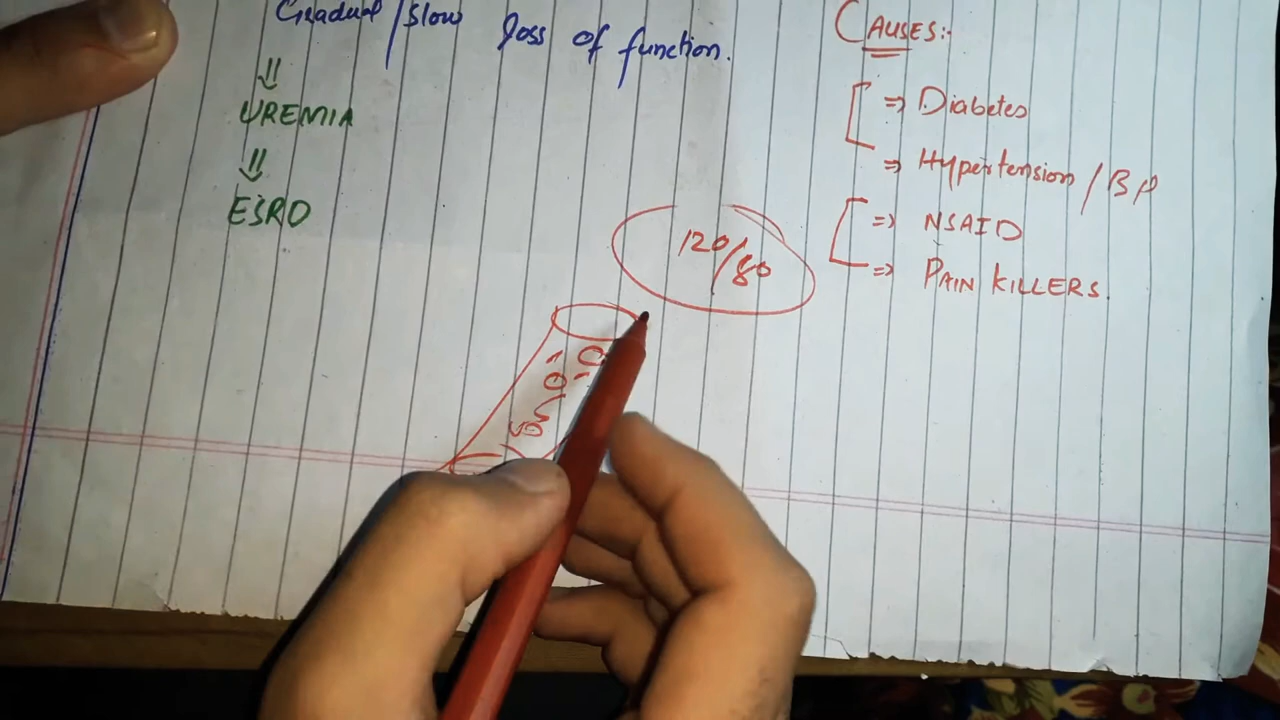 Gradual/slow loss of function.
⇓
UREMIA
⇓
ESRD
CAUSES:-
⇒ Diabetes
⇒ Hypertension/BP
⇒ NSAID
⇒ PAIN KILLERS.
120/80